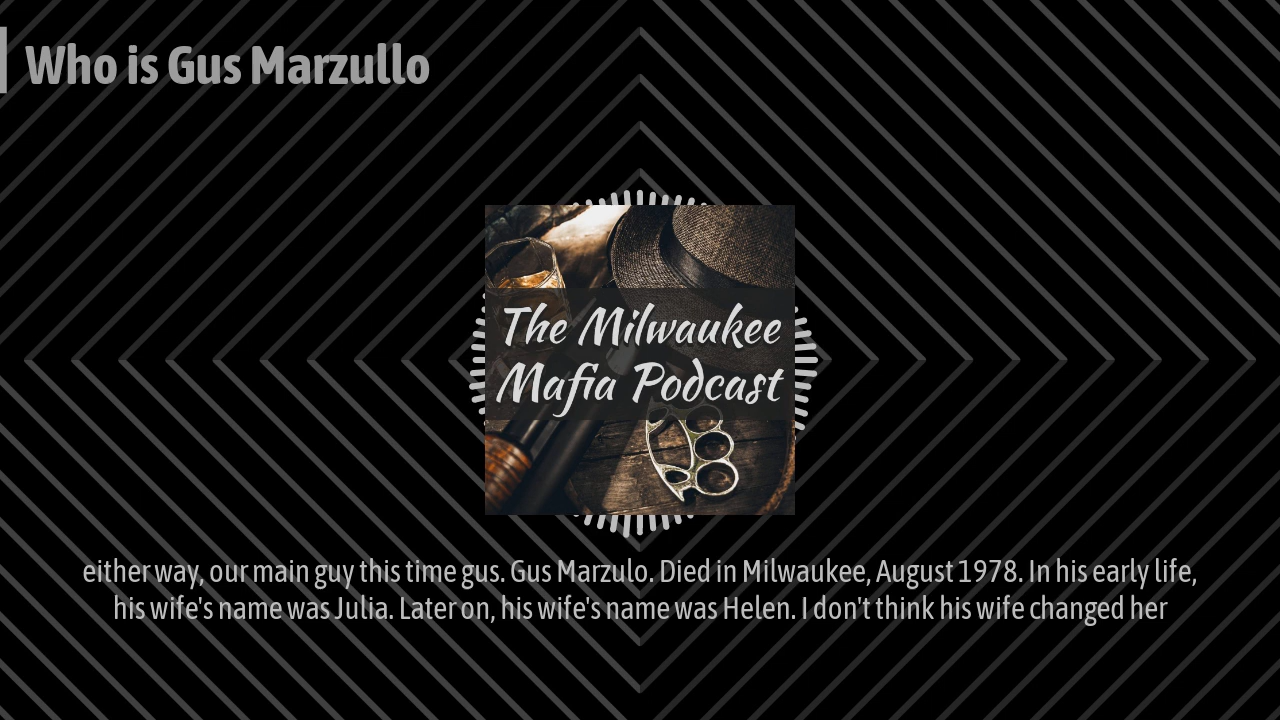 Who is Gus Marzullo
The Milwaukee
Mafia Podcast
either way, our main guy this time gus. Gus Marzulo. Died in Milwaukee, August 1978. In his early life,
his wife's name was Julia. Later on, his wife's name was Helen. I don't think his wife changed her